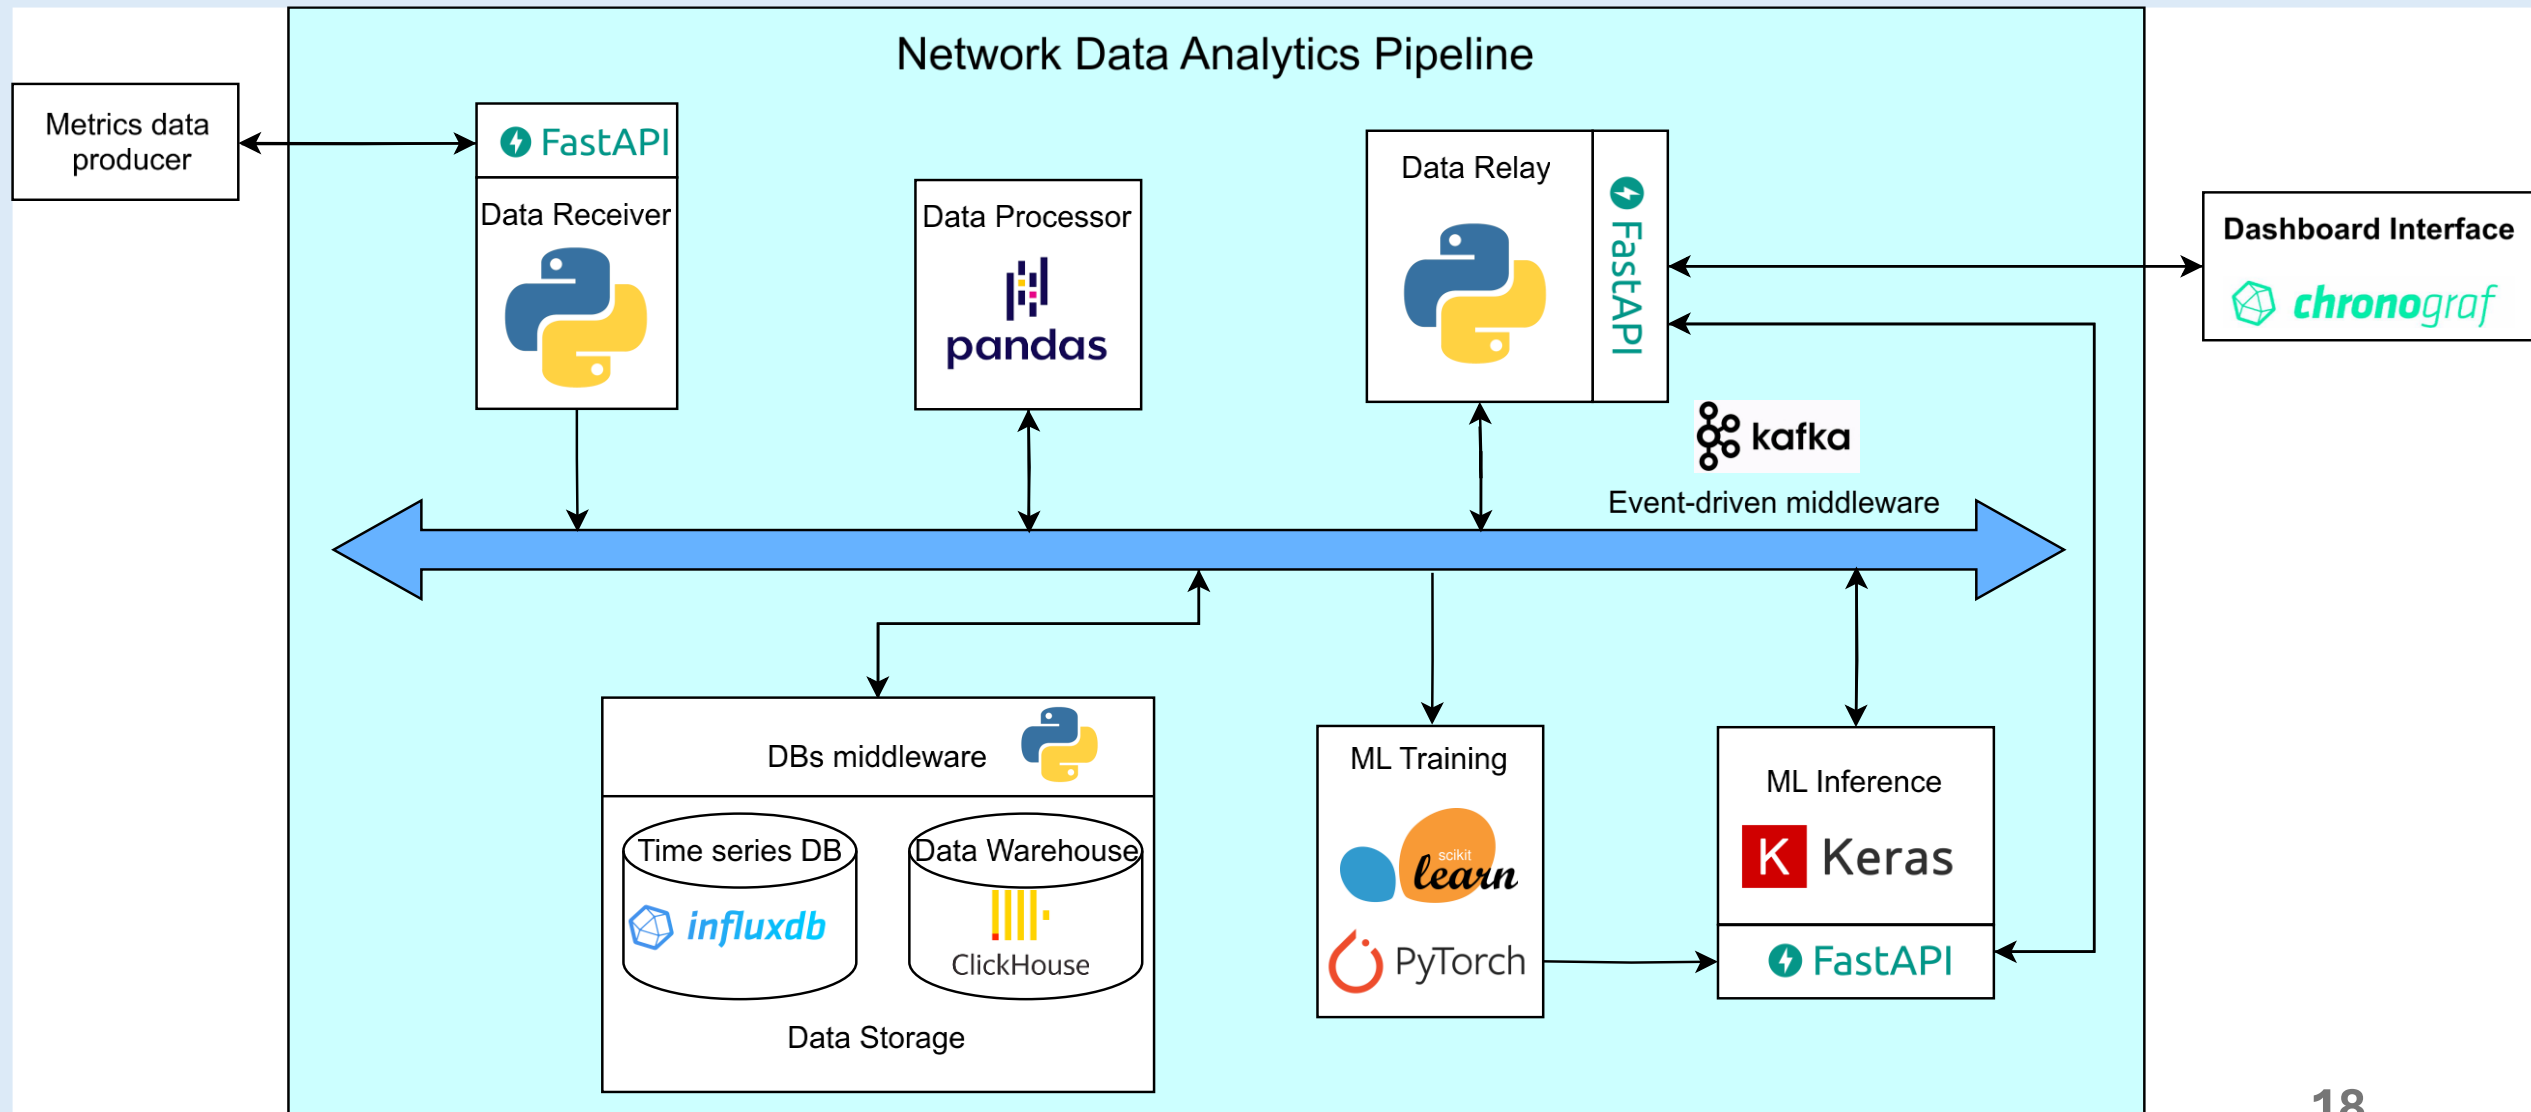 Network Data Analytics Pipeline
Metrics data
producer
FastAPI
Data Receiver
Data Processor
pandas
Data Relay
FastAPI
Dashboard Interface
chronograf
kafka
Event-driven middleware
DBs middleware
Time series DB
influxdb
Data Warehouse
ClickHouse
Data Storage
ML Training
scikit
learn
PyTorch
ML Inference
K Keras
FastAPI
18